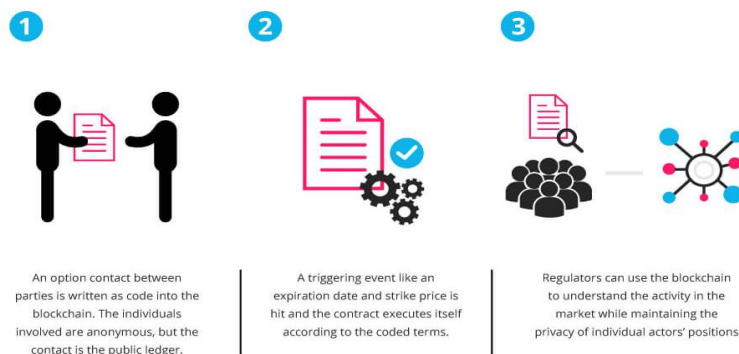 1
2
3
An option contact between
parties is written as code into the
blockchain. The individuals
involved are anonymous, but the
contact is the public ledger.
A triggering event like an
expiration date and strike price is
hit and the contract executes itself
according to the coded terms.
Regulators can use the blockchain
to understand the activity in the
market while maintaining the
privacy of individual actors' positions